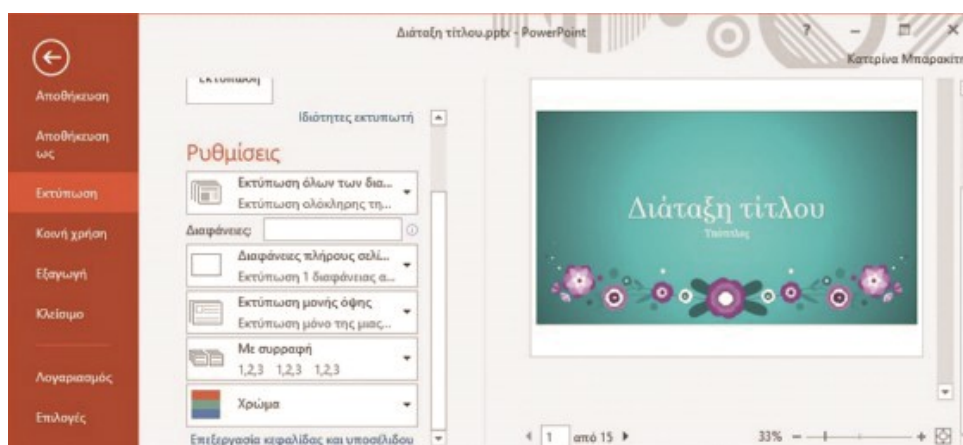 Διάταξη τίτλου.pptx - PowerPoint
?
Κατερίνα Μπαρακίτη
Αποθήκευση
Αποθήκευση
ως
Εκτύπωση
Κοινή χρήση
Εξαγωγή
Κλείσιμο
Λογαριασμός
Επιλογές
Εκτύπωση
Ιδιότητες εκτυπωτή
Ρυθμίσεις
Εκτύπωση όλων των δια...
Εκτύπωση ολόκληρης τη...
Διαφάνειες:
Διαφάνειες πλήρους σελί...
Εκτύπωση 1 διαφάνειας α...
Εκτύπωση μονής όψης
Εκτύπωση μόνο της μιας...
Με συρραφή
1,2,3 1,2,3 1,2,3
Χρώμα
Επεξεργασία κεφαλίδας και υποσέλιδου
Διάταξη τίτλου
Υπότιτλος
1 από 15
33%